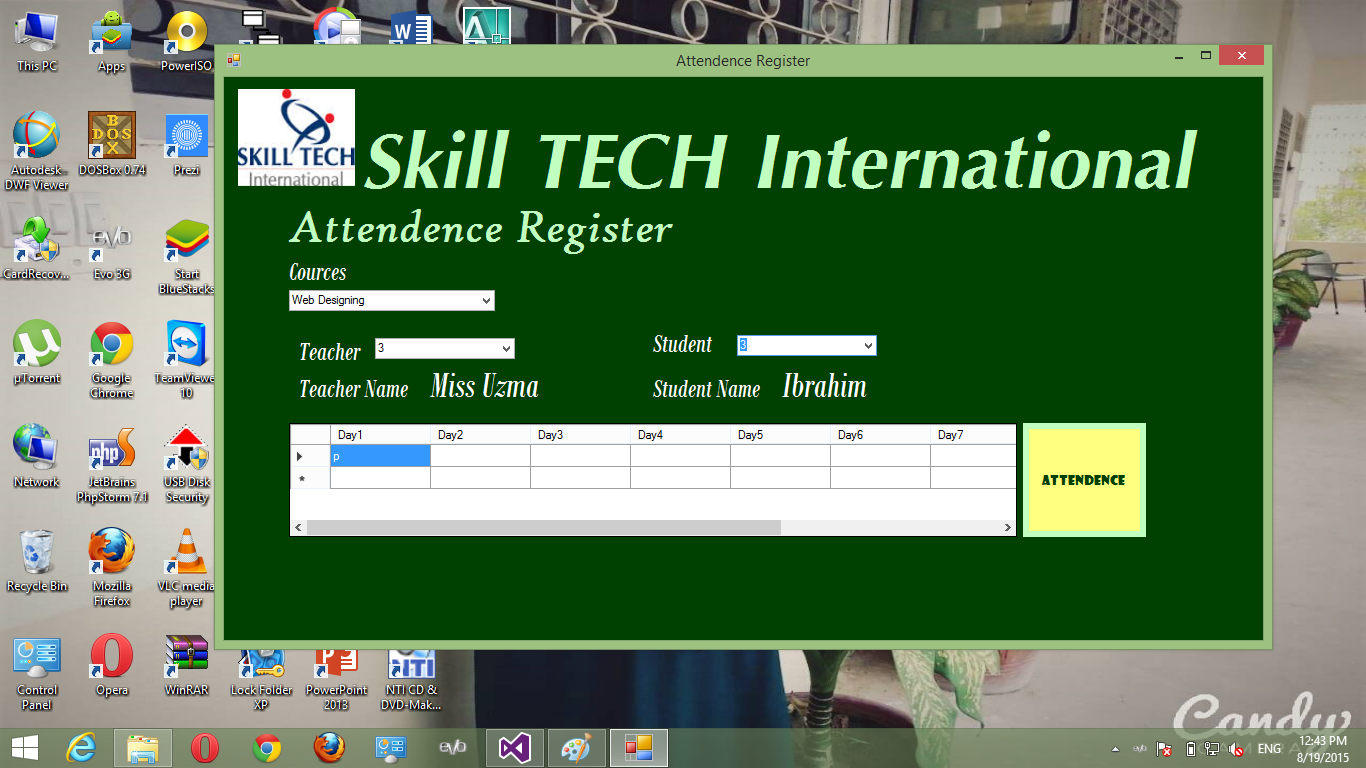 This PC
Apps
PowerISO
Attendence Register
SKILL TECH
International
Skill TECH International
Autodesk DWF Viewer
DOSBox 0.74
Prezi
Attendence Register
Cources
Web Designing
CardRecov...
Evo 3G
Start BlueStacks
Teacher
3
Student
3
Teacher Name
Miss Uzma
Student Name
Ibrahim
µTorrent
Google Chrome
TeamViewe
10
Day1
Day2
Day3
Day4
Day5
Day6
Day7
p
ATTENDENCE
Network
JetBrains PhpStorm 7.1
USB Disk Security
Recycle Bin
Mozilla Firefox
VLC media player
Control Panel
Opera
WinRAR
Lock Folder XP
PowerPoint 2013
NTI CD & DVD-Mak...
Candy
ENG
12:43 PM
8/19/2015